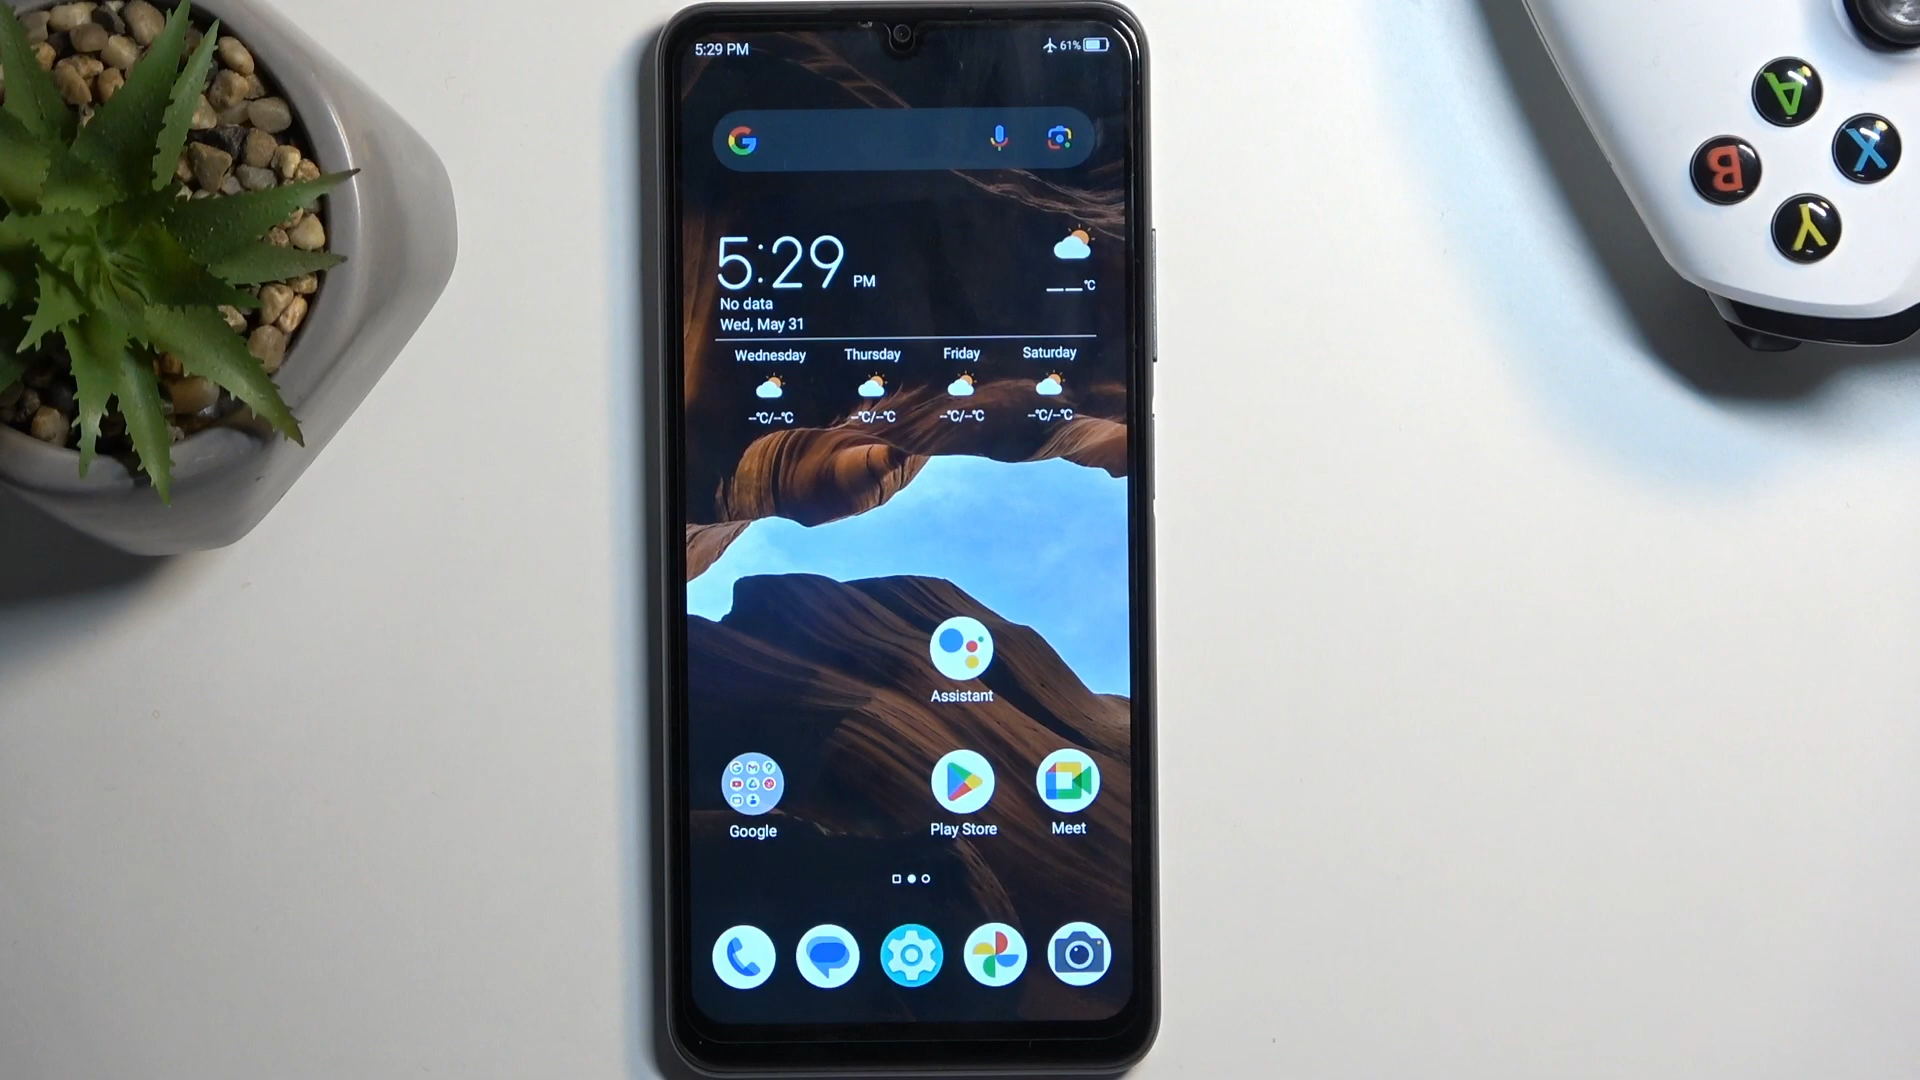 5:29 PM
61%
G
5:29 PM
__°C
No data
Wed, May 31
Wednesday Thursday Friday Saturday
--°C/--°C --°C/--°C --°C/--°C --°C/--°C
Assistant
Google Play Store Meet
A
X
B
Y